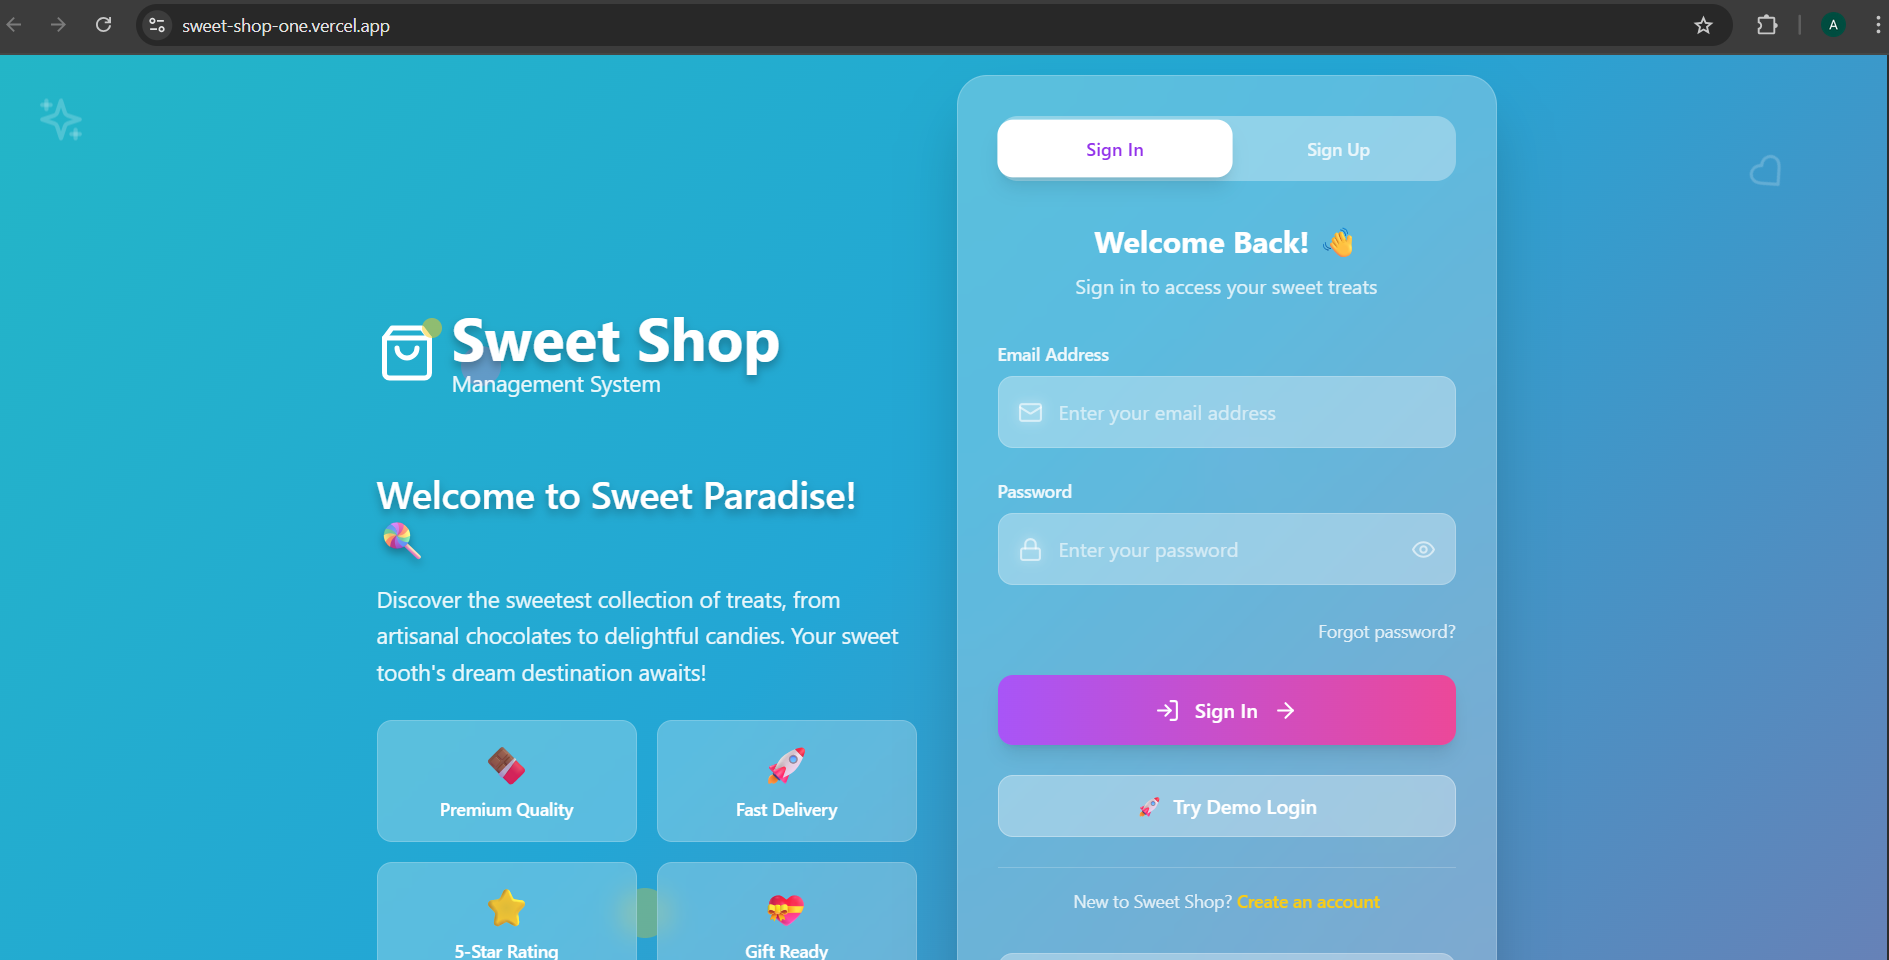 sweet-shop-one.vercel.app
A
Sweet Shop
Management System
Welcome to Sweet Paradise!
🍭
Discover the sweetest collection of treats, from
artisanal chocolates to delightful candies. Your sweet
tooth's dream destination awaits!
🍫
Premium Quality
🚀
Fast Delivery
⭐
5-Star Rating
💝
Gift Ready
Sign In
Sign Up
Welcome Back! 👋
Sign in to access your sweet treats
Email Address
Enter your email address
Password
Enter your password
Forgot password?
Sign In
🚀 Try Demo Login
New to Sweet Shop? Create an account